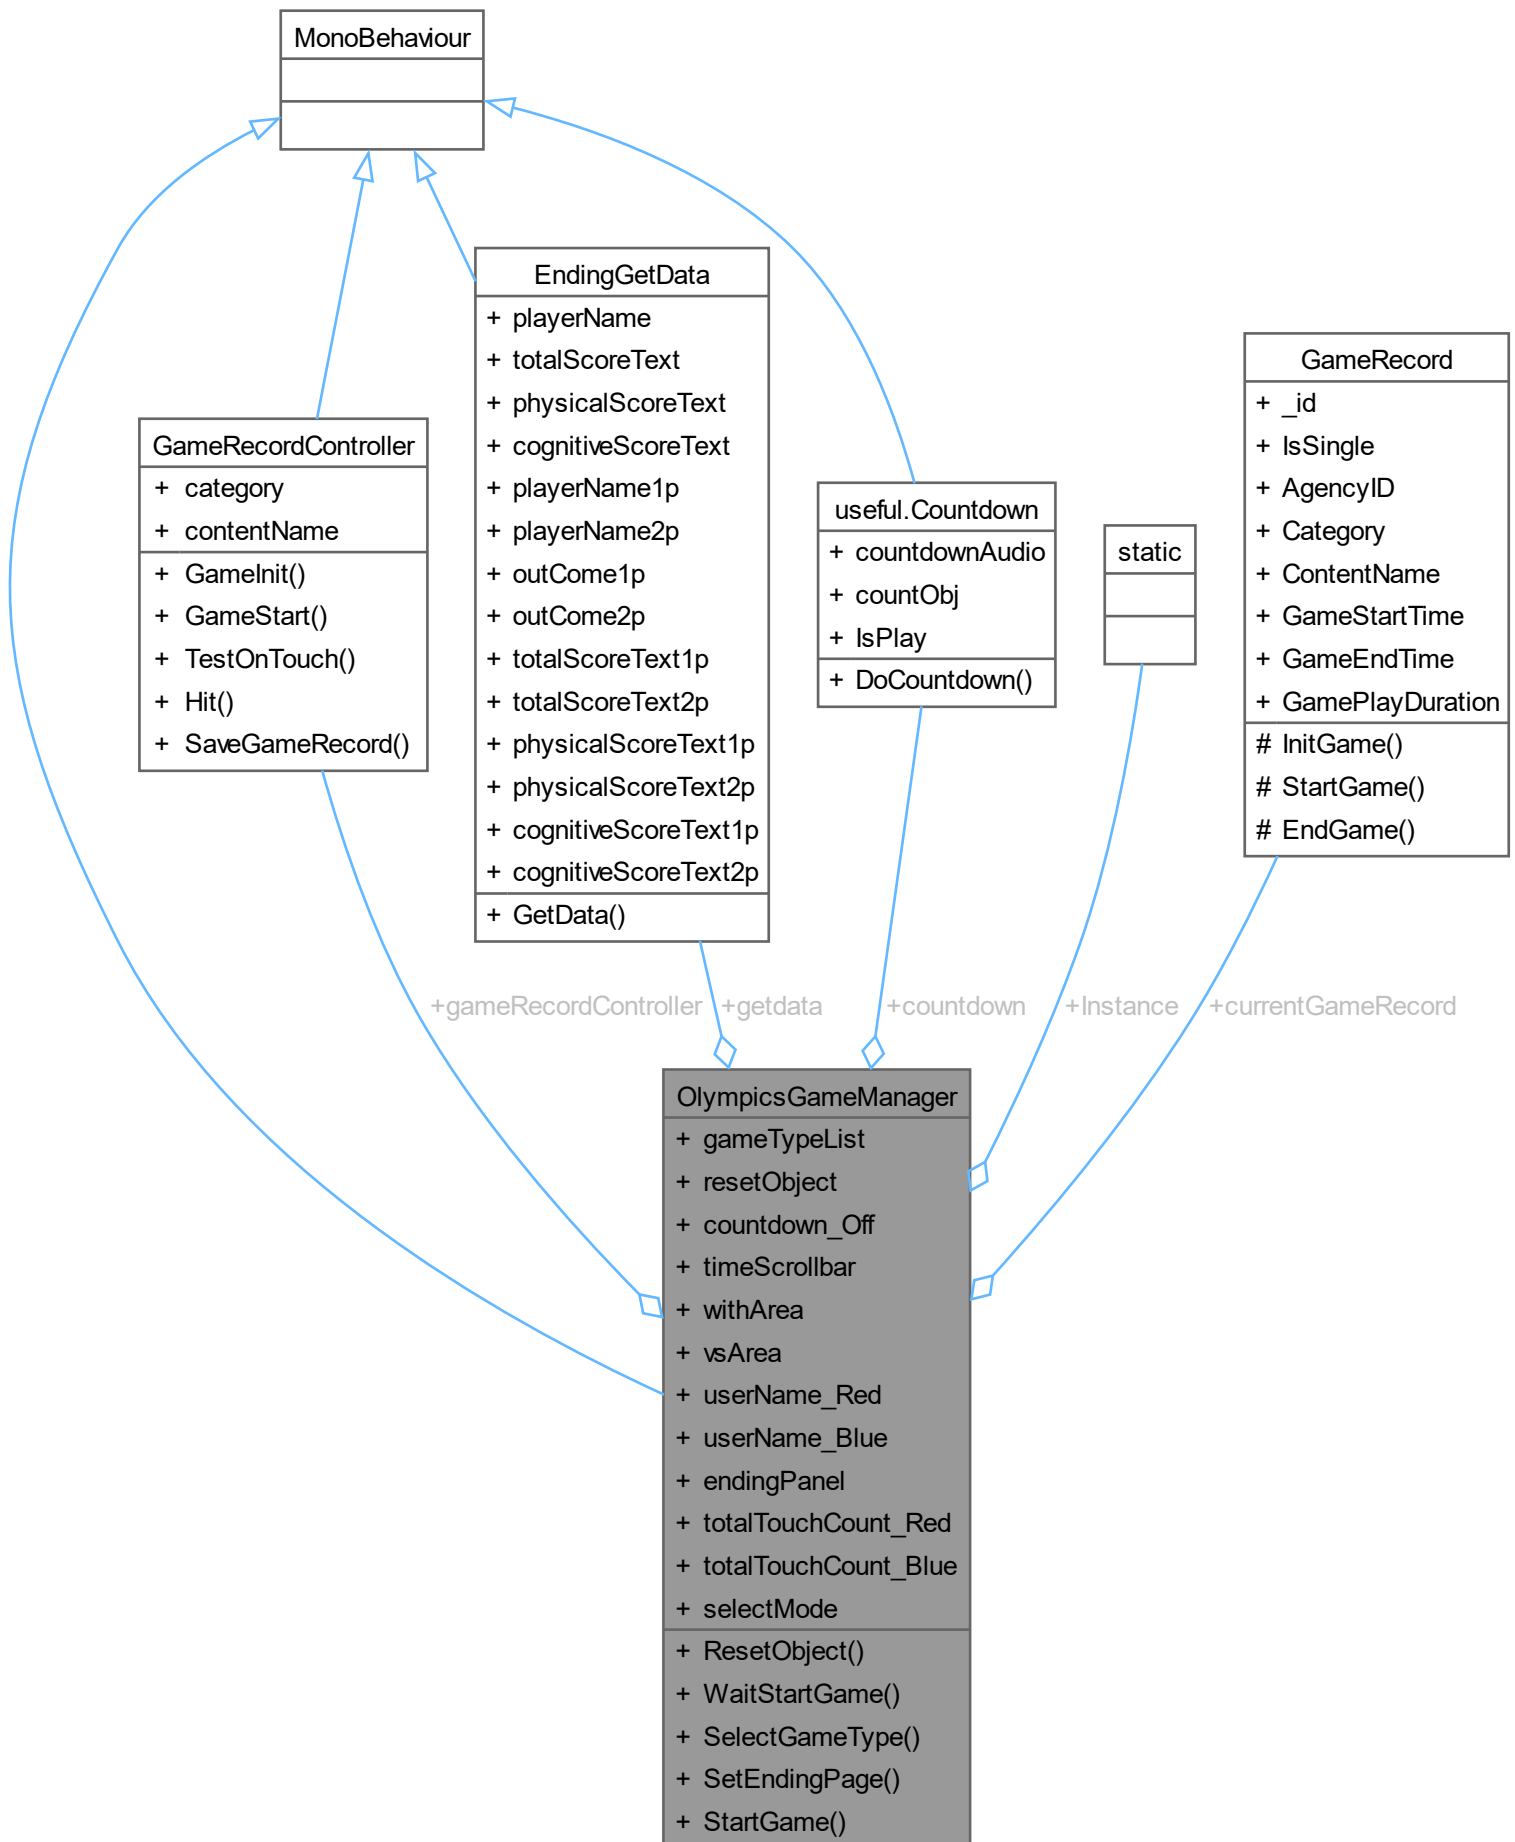 MonoBehaviour
EndingGetData
+ playerName
+ totalScoreText
+ physicalScoreText
+ cognitiveScoreText
+ playerName1p
+ playerName2p
+ outCome1p
+ outCome2p
+ totalScoreText1p
+ totalScoreText2p
+ physicalScoreText1p
+ physicalScoreText2p
+ cognitiveScoreText1p
+ cognitiveScoreText2p
+ GetData()
GameRecord
+ _id
+ IsSingle
+ AgencyID
+ Category
+ ContentName
+ GameStartTime
+ GameEndTime
+ GamePlayDuration
# InitGame()
# StartGame()
# EndGame()
GameRecordController
+ category
+ contentName
+ GameInit()
+ GameStart()
+ TestOnTouch()
+ Hit()
+ SaveGameRecord()
useful.Countdown
+ countdownAudio
+ countObj
+ IsPlay
+ DoCountdown()
static
+gameRecordController
+getdata
+countdown
+Instance
+currentGameRecord
OlympicsGameManager
+ gameTypeList
+ resetObject
+ countdown_Off
+ timeScrollbar
+ withArea
+ vsArea
+ userName_Red
+ userName_Blue
+ endingPanel
+ totalTouchCount_Red
+ totalTouchCount_Blue
+ selectMode
+ ResetObject()
+ WaitStartGame()
+ SelectGameType()
+ SetEndingPage()
+ StartGame()